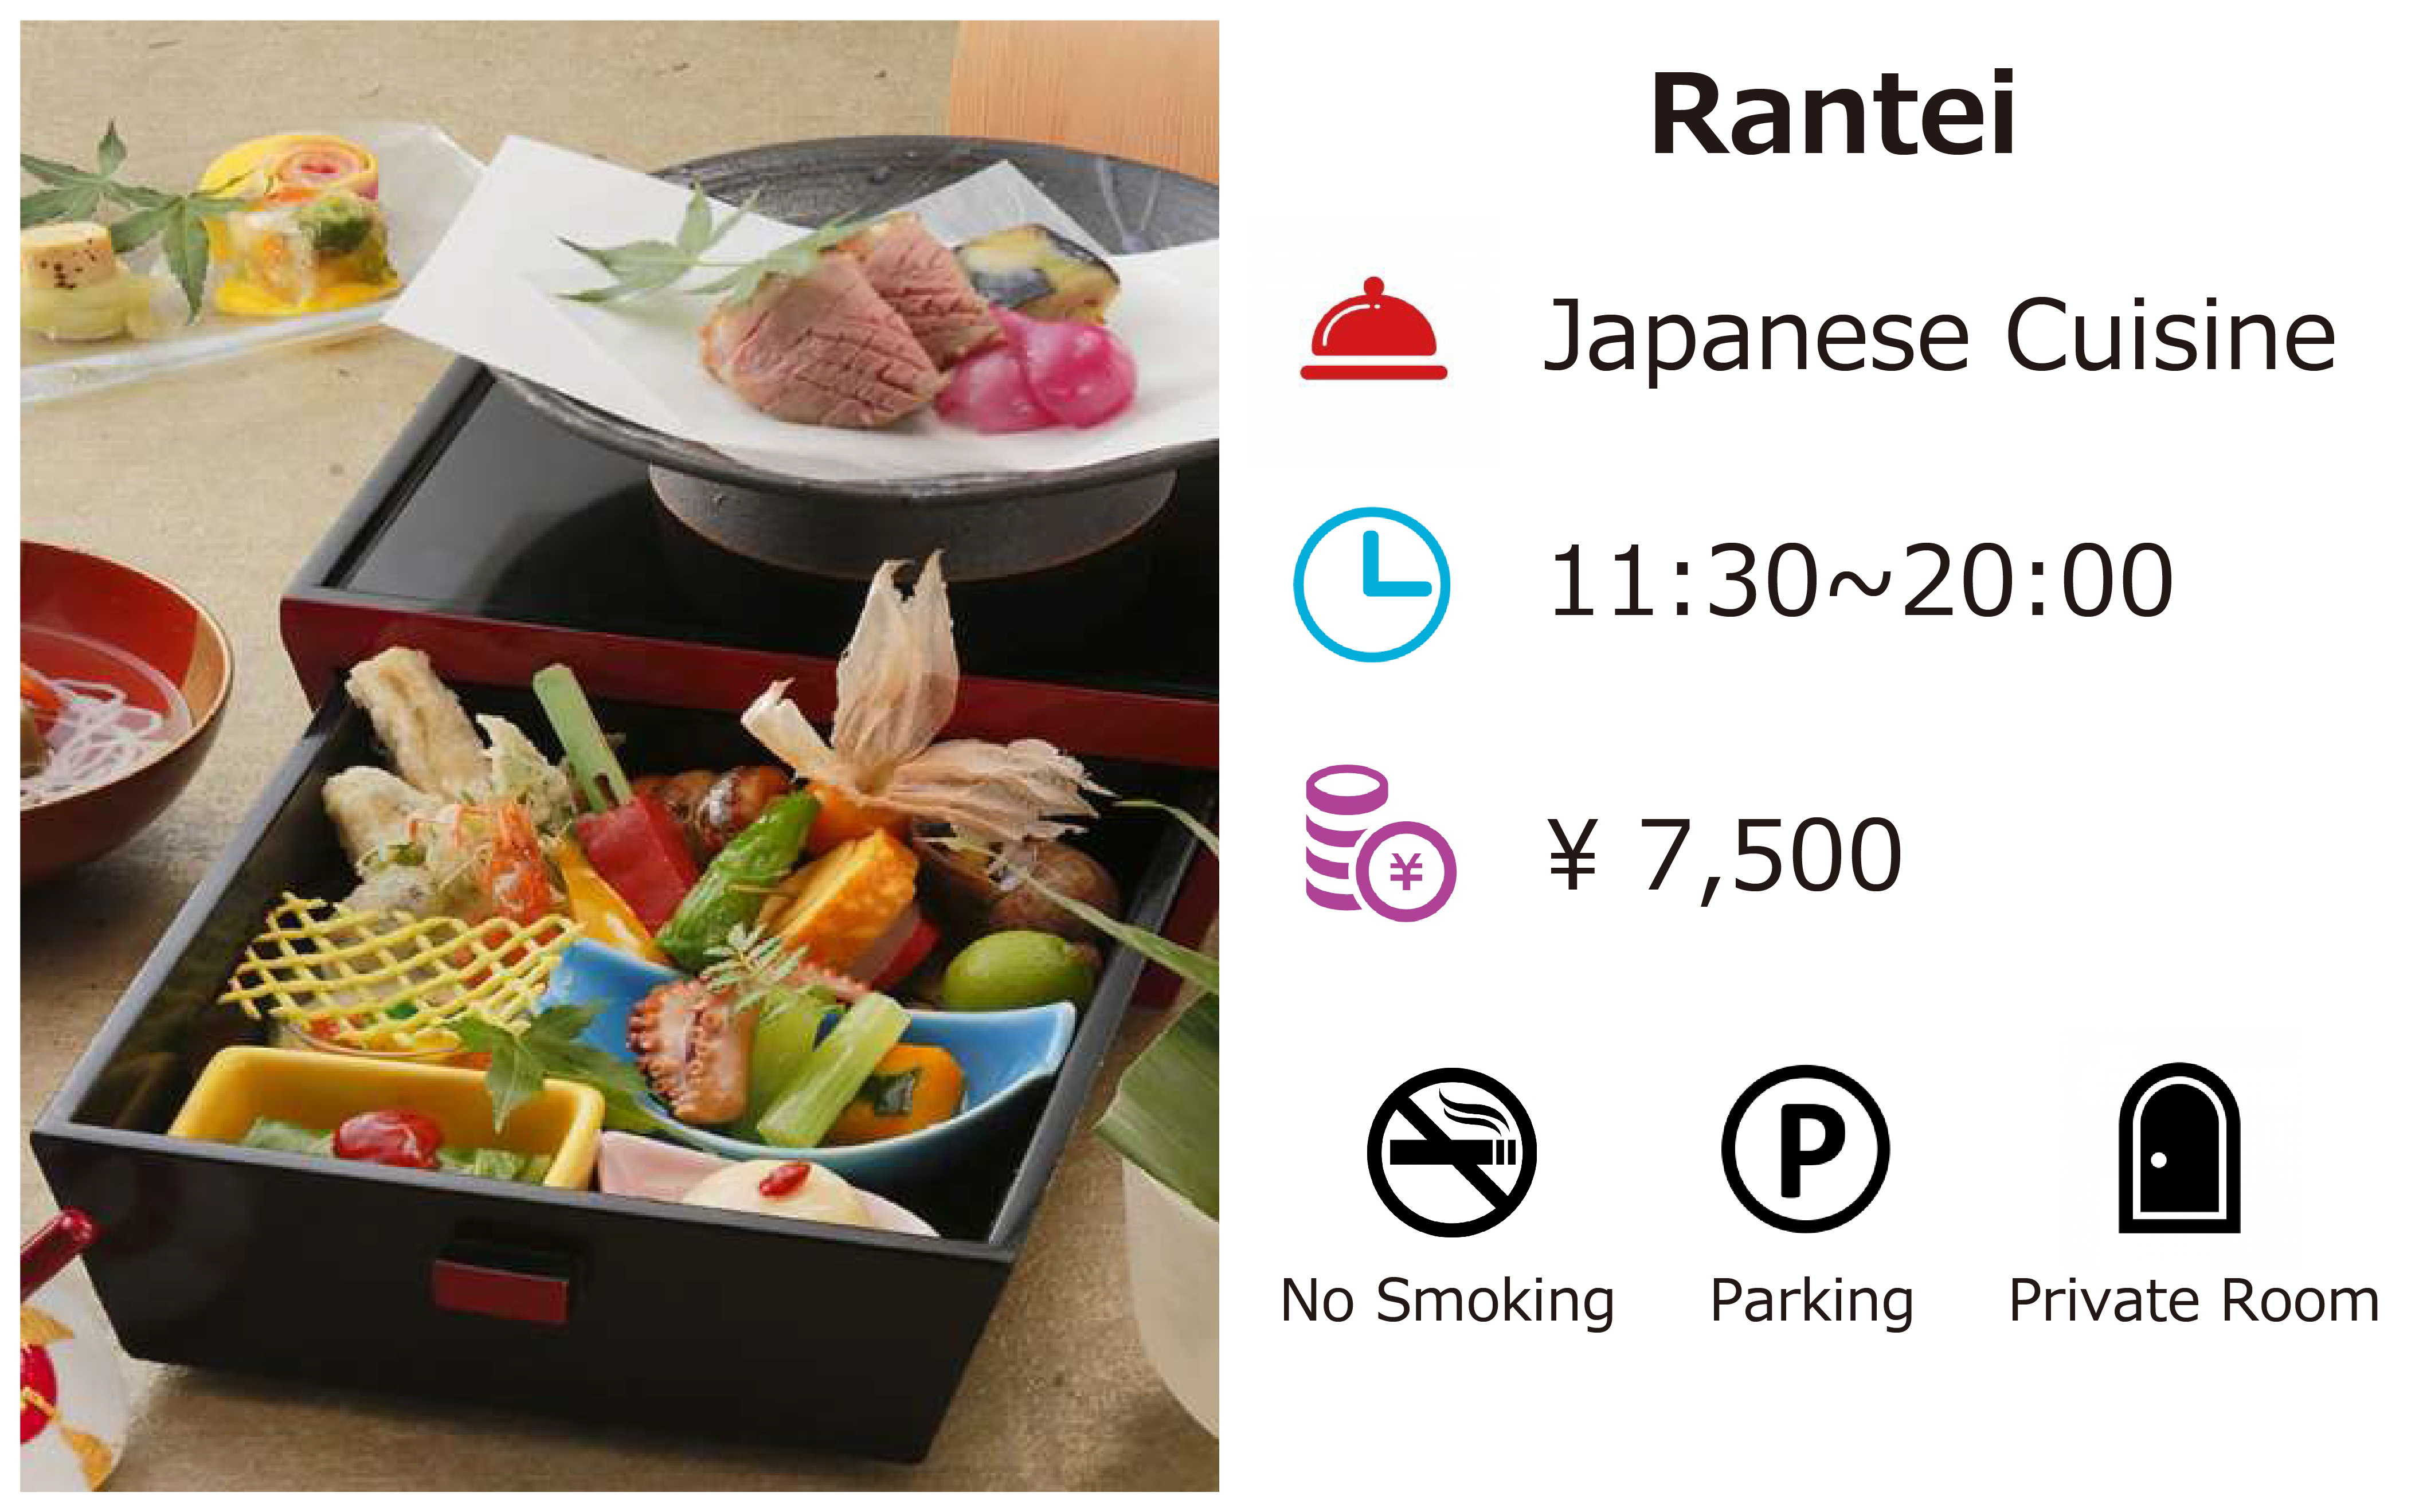 Rantei
Japanese Cuisine
11:30~20:00
¥
¥ 7,500
P
No Smoking
Parking
Private Room